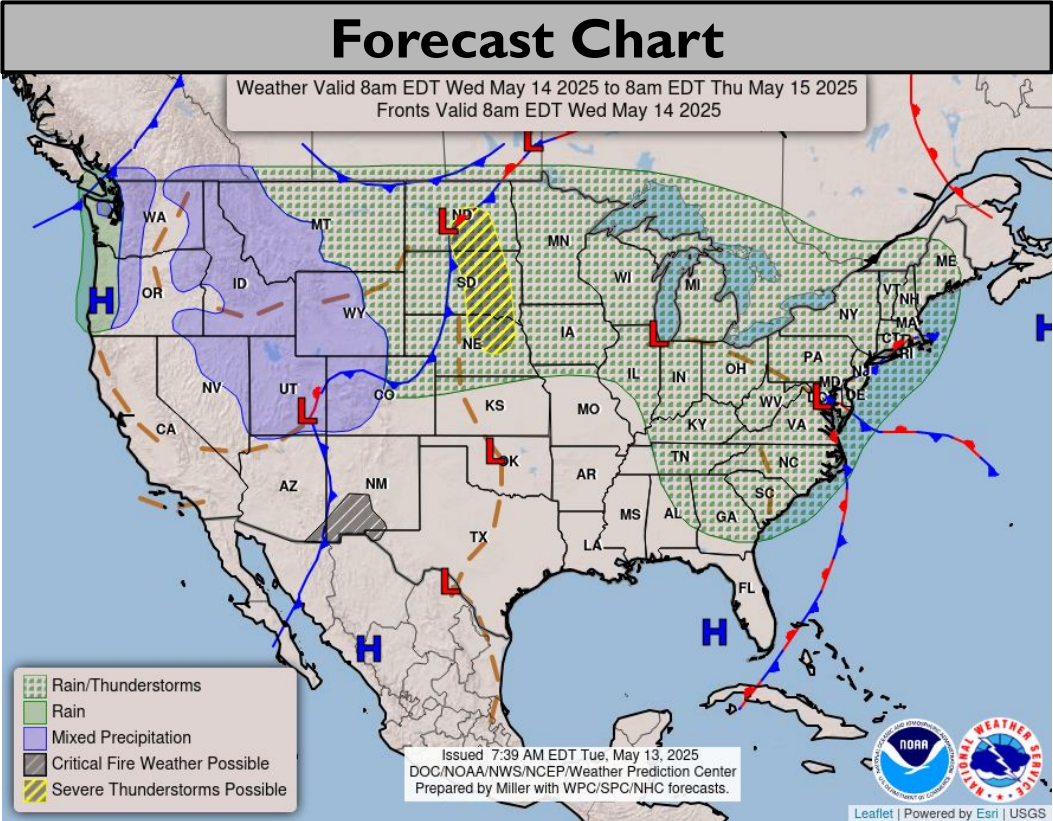 Forecast Chart
Weather Valid 8am EDT Wed May 14 2025 to 8am EDT Thu May 15 2025
Fronts Valid 8am EDT Wed May 14 2025
L
WA
MT
L
ND
MN
ME
OR
ID
SD
WI
MI
VT
NH
H
WY
NY
MA
H
NE
IA
L
CT
RI
NV
UT
CO
IL
IN
OH
PA
NJ
MD
DE
L
L
DC
WV
CA
KS
MO
KY
VA
AZ
NM
L
OK
AR
TN
NC
SC
TX
MS
AL
GA
LA
L
FL
H
H
Rain/Thunderstorms
Rain
Mixed Precipitation
Critical Fire Weather Possible
Severe Thunderstorms Possible
Issued 7:39 AM EDT Tue, May 13, 2025
DOC/NOAA/NWS/NCEP/Weather Prediction Center
Prepared by Miller with WPC/SPC/NHC forecasts.
NOAA
NATIONAL WEATHER SERVICE
Leaflet | Powered by Esri | USGS